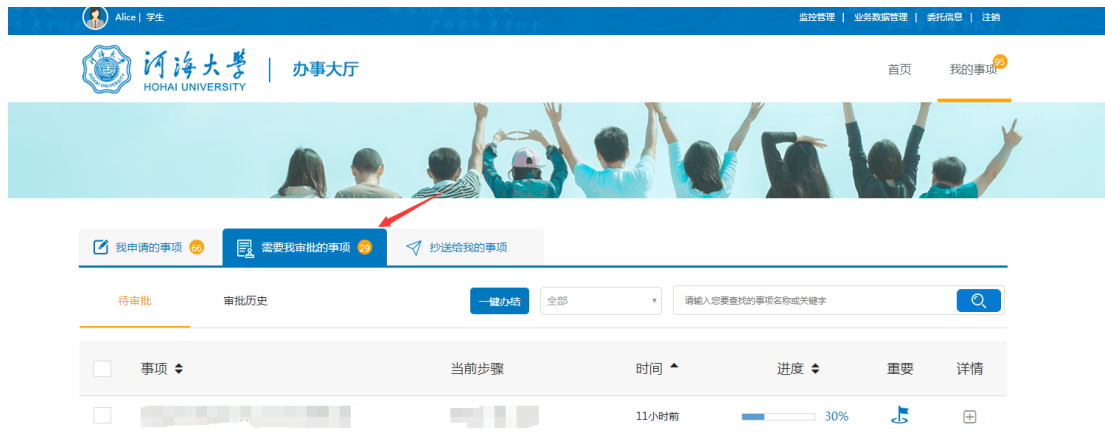 Alice | 学生
监控管理 | 业务数据管理 | 委托信息 | 注销
河海大学 | 办事大厅
HOHAI UNIVERSITY
首页 我的事项 95
我申请的事项 66 需要我审批的事项 29 抄送给我的事项
待审批 审批历史 一键办结 全部 请输入您要查找的事项名称或关键字
事项 当前步骤 时间 进度 重要 详情
11小时前 30%